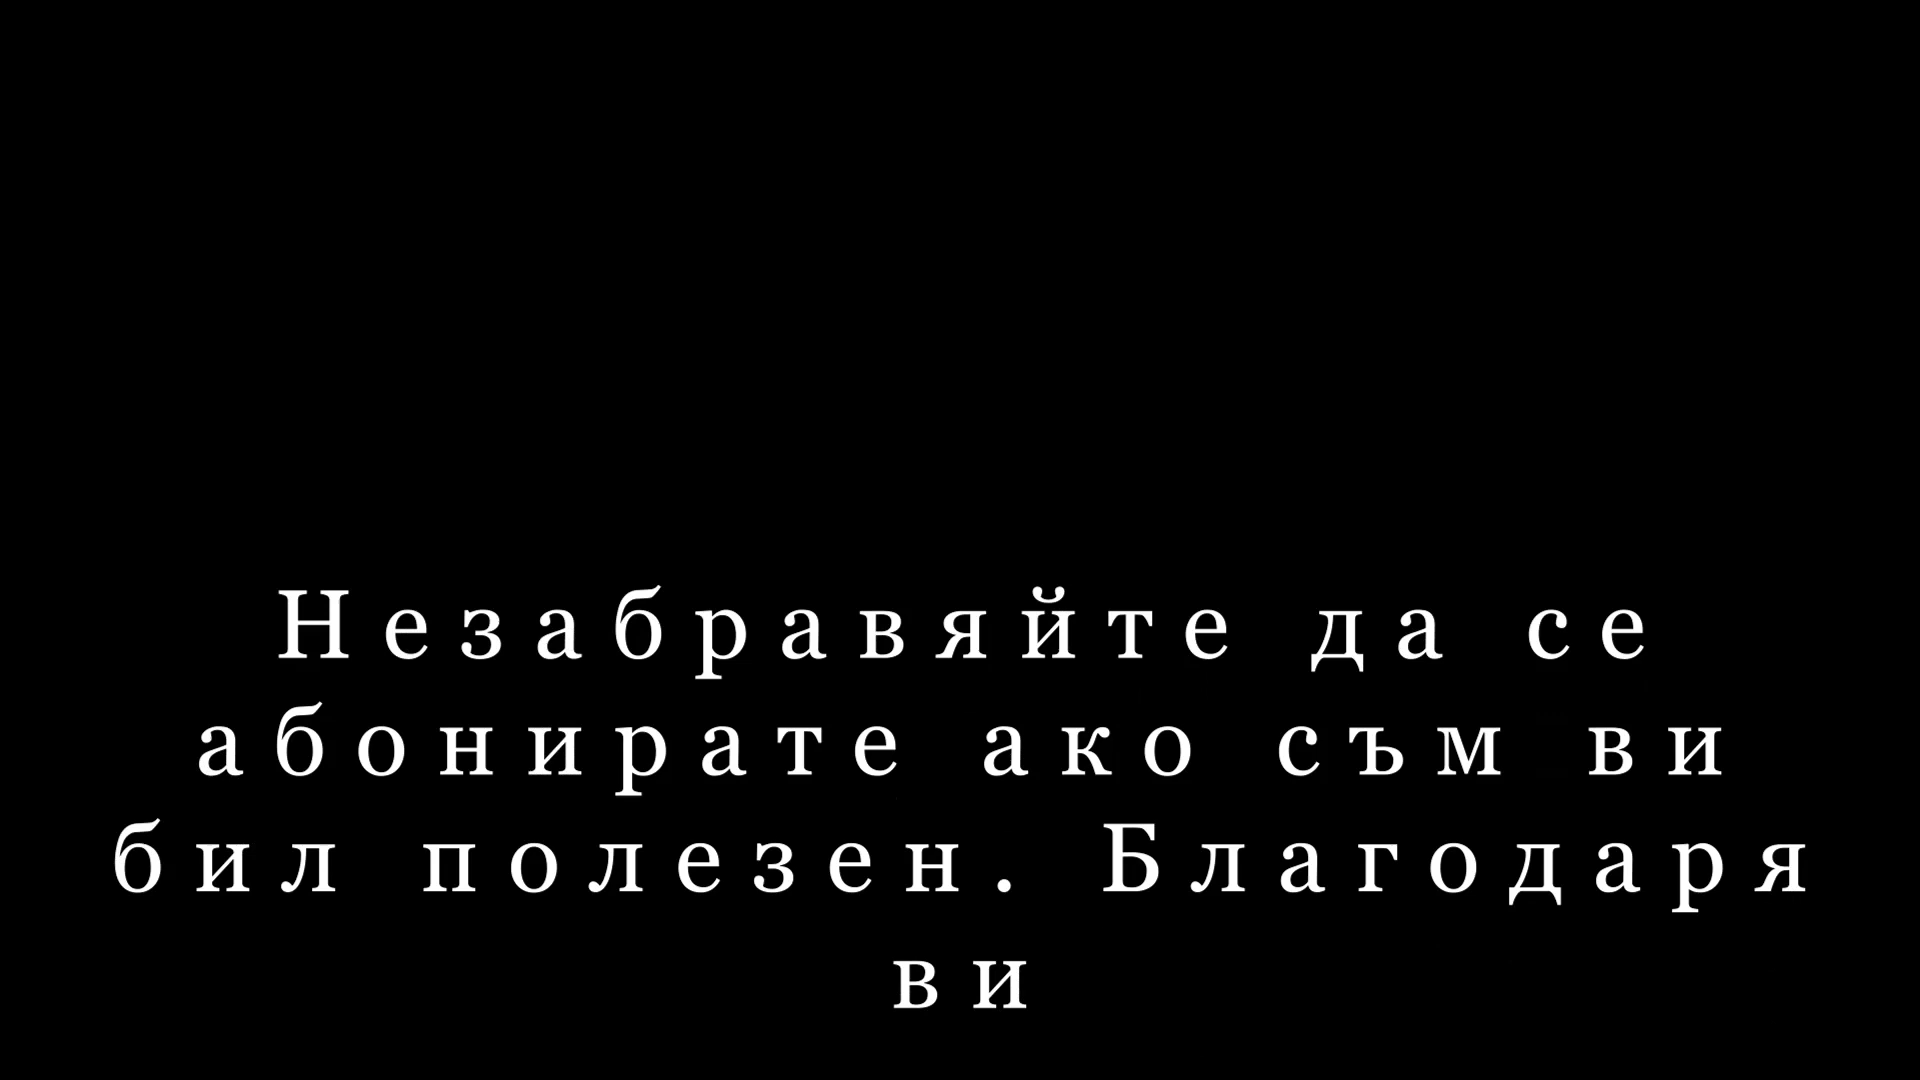 Незабравяйте да се
абонирате ако съм ви
бил полезен. Благодаря
ви